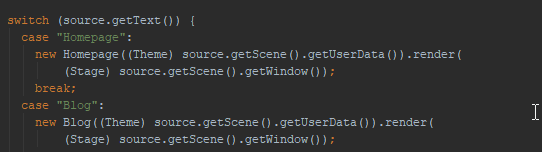 switch (source.getText()) {
case "Homepage":
new Homepage((Theme) source.getScene().getUserData()).render(
(Stage) source.getScene().getWindow());
break;
case "Blog":
new Blog((Theme) source.getScene().getUserData()).render(
(Stage) source.getScene().getWindow());